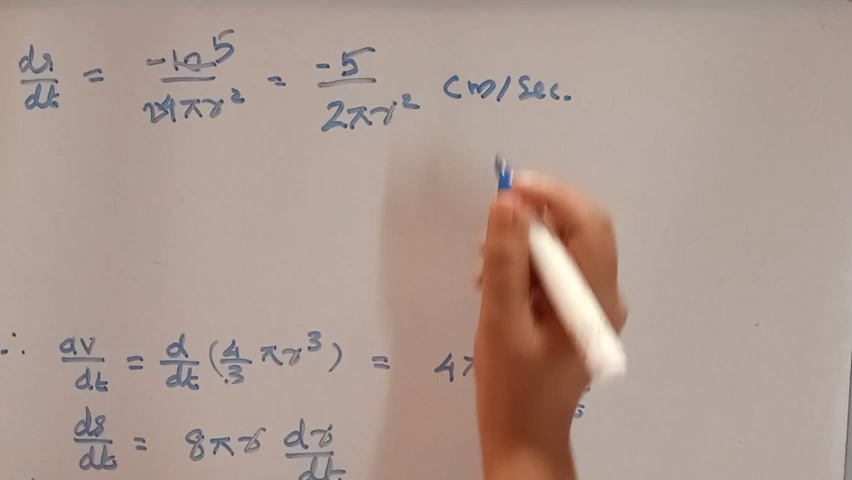 dr/dt = -10 5/24πr² = -5/2πr² cm/sec.
∴ dv/dt = d/dt (4/3 πr³) = 4
ds/dt = 8πr dr/dt